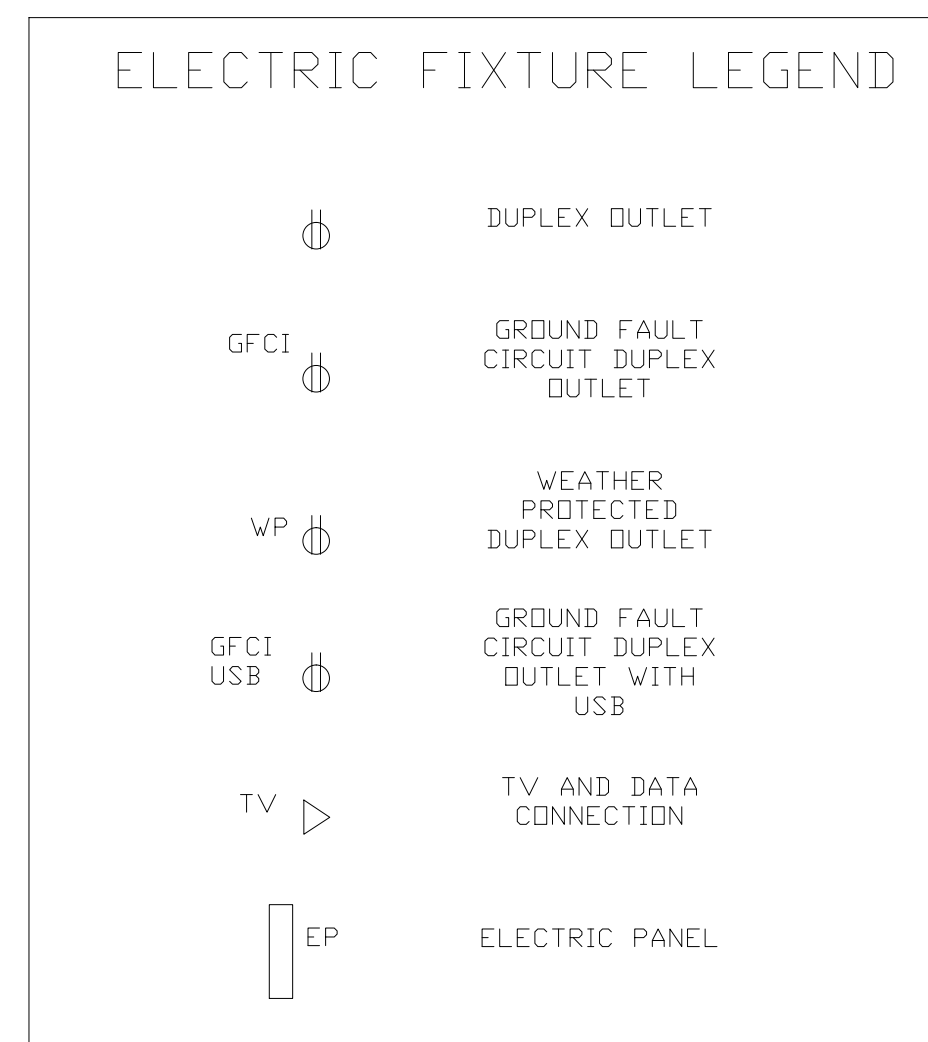 ELECTRIC FIXTURE LEGEND
DUPLEX OUTLET
GFCI
GROUND FAULT
CIRCUIT DUPLEX
OUTLET
WP
WEATHER
PROTECTED
DUPLEX OUTLET
GFCI
USB
GROUND FAULT
CIRCUIT DUPLEX
OUTLET WITH
USB
TV
TV AND DATA
CONNECTION
EP
ELECTRIC PANEL